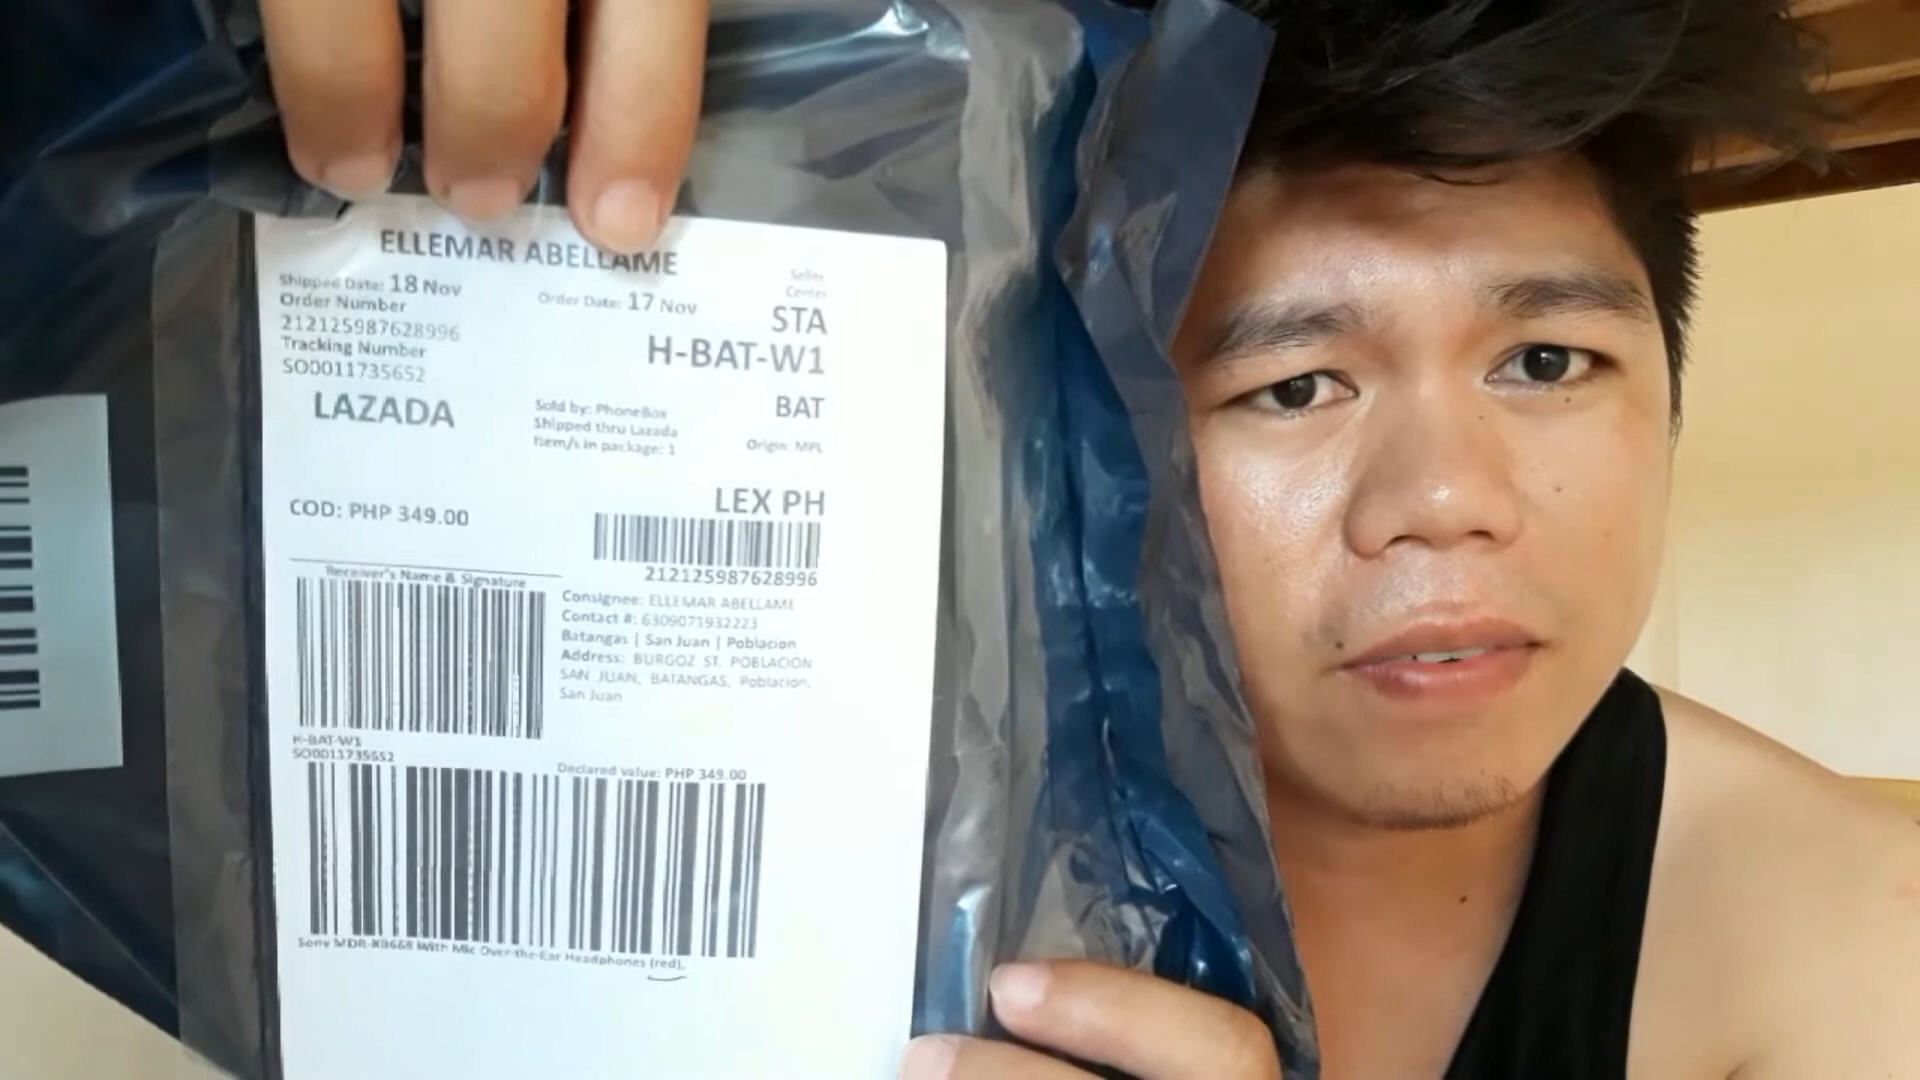 ELLEMAR ABELLAME
Shipped Date: 18 Nov
Order Date: 17 Nov
Seller
Center
Order Number
212125987628996
STA
Tracking Number
SO0011735652
H-BAT-W1
LAZADA
Sold by: PhoneBox
Shipped thru Lazada
Item/s in package: 1
BAT
Origin: MPL
COD: PHP 349.00
LEX PH
212125987628996
Receiver's Name & Signature
Consignee: ELLEMAR ABELLAME
Contact #: 6309071932223
Batangas | San Juan | Poblacion
Address: BURGOZ ST. POBLACION
SAN JUAN, BATANGAS, Poblacion,
San Juan
H-BAT-W1
SO0011735652
Declared value: PHP 349.00
Sony MDR-XB668 With Mic Over-the-Ear Headphones (red),